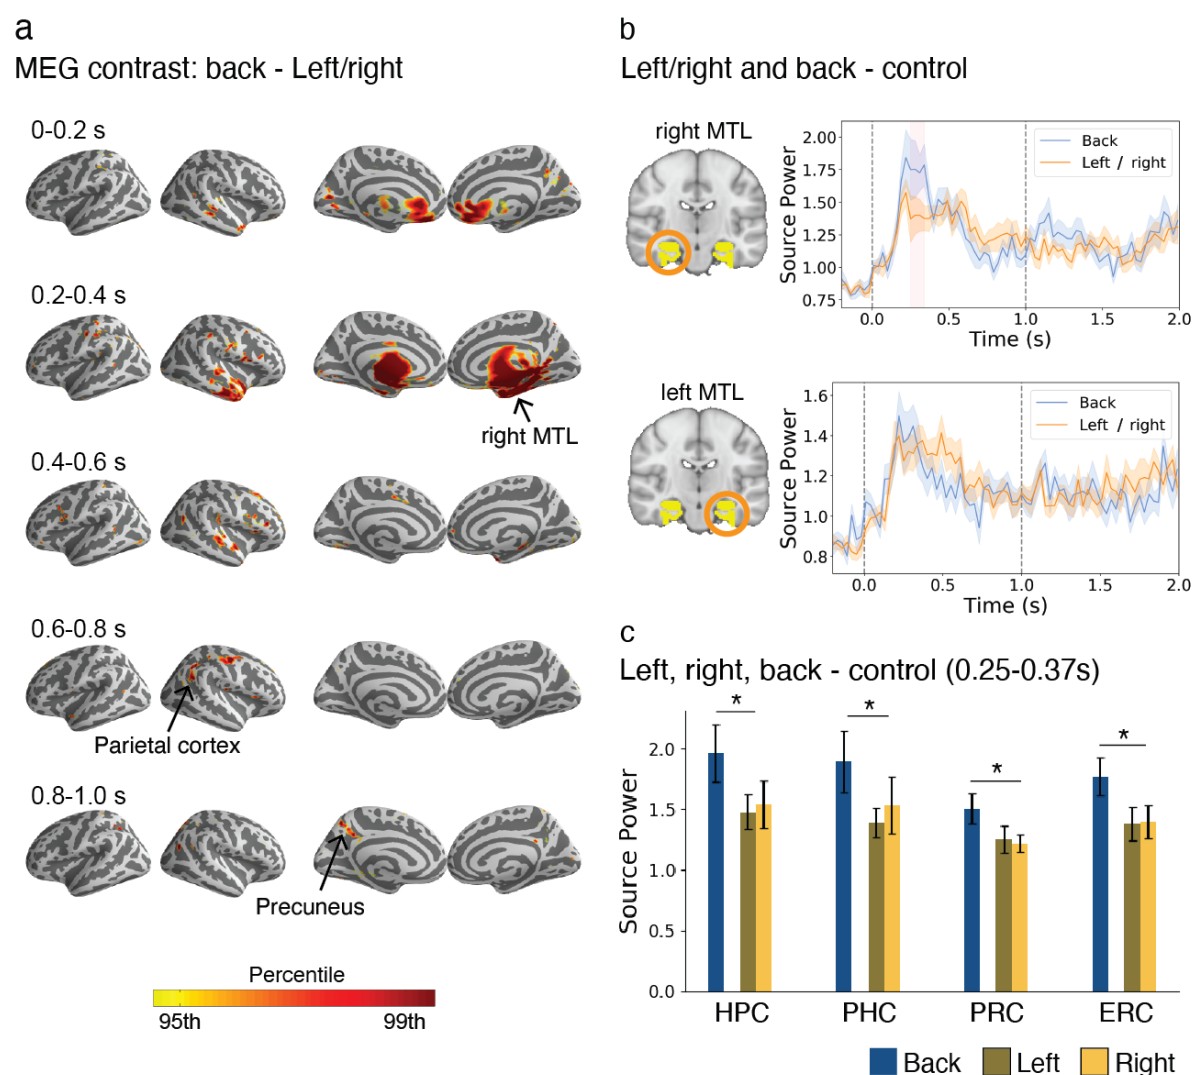 a
MEG contrast: back - Left/right
0-0.2 s
0.2-0.4 s
right MTL
0.4-0.6 s
0.6-0.8 s
Parietal cortex
0.8-1.0 s
Precuneus
Percentile
95th
99th
b
Left/right and back - control
right MTL
Source Power
2.00
1.75
1.50
1.25
1.00
0.75
Back
Left / right
0.0
0.5
1.0
1.5
2.0
Time (s)
left MTL
Source Power
1.6
1.4
1.2
1.0
0.8
Back
Left / right
0.0
0.5
1.0
1.5
2.0
Time (s)
c
Left, right, back - control (0.25-0.37s)
Source Power
2.0
1.5
1.0
0.5
0.0
*
*
*
*
HPC
PHC
PRC
ERC
Back
Left
Right